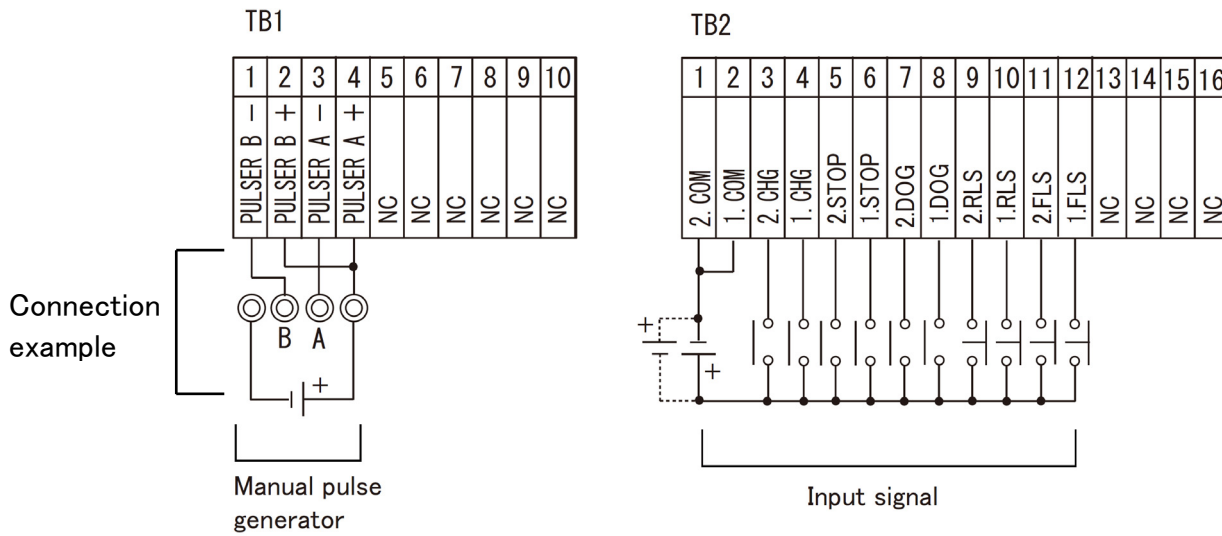 TB1
1 2 3 4 5 6 7 8 9 10
PULSER B -
PULSER B +
PULSER A -
PULSER A +
NC
NC
NC
NC
NC
NC
Connection
example
B A
+
Manual pulse
generator
TB2
1 2 3 4 5 6 7 8 9 10 11 12 13 14 15 16
2. COM
1. COM
2. CHG
1. CHG
2.STOP
1.STOP
2.DOG
1.DOG
2.RLS
1.RLS
2.FLS
1.FLS
NC
NC
NC
NC
+
+
Input signal